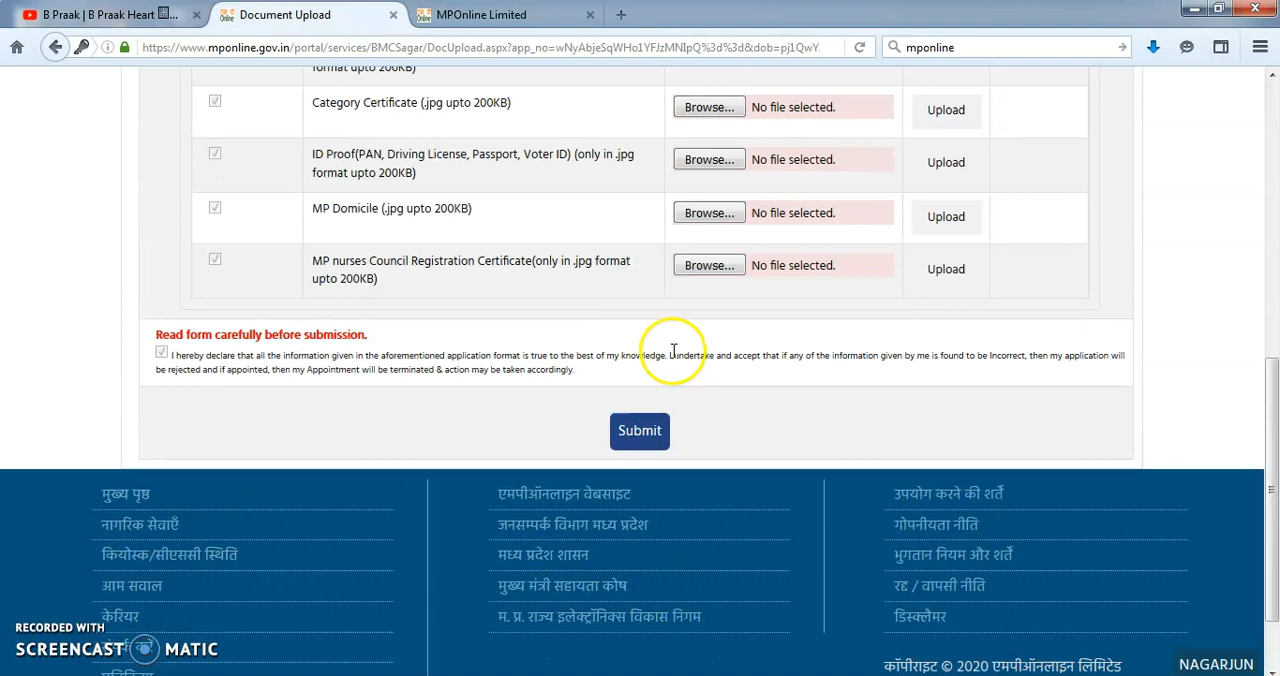 B Praak | B Praak Heart
MP Online
Document Upload
MP Online
MPOnline Limited
https://www.mponline.gov.in/portal/services/BMCSagar/DocUpload.aspx?app_no=wNyAbjeSqWHo1YFJzMNIpQ%3d%3d&dob=pj1QwY.
mponline
format upto 200KB)
Category Certificate (.jpg upto 200KB)
Browse... No file selected.
Upload
ID Proof(PAN, Driving License, Passport, Voter ID) (only in .jpg
format upto 200KB)
Browse... No file selected.
Upload
MP Domicile (.jpg upto 200KB)
Browse... No file selected.
Upload
MP nurses Council Registration Certificate(only in .jpg format
upto 200KB)
Browse... No file selected.
Upload
Read form carefully before submission.
I hereby declare that all the information given in the aforementioned application format is true to the best of my knowledge. I undertake and accept that if any of the information given by me is found to be Incorrect, then my application will
be rejected and if appointed, then my Appointment will be terminated & action may be taken accordingly.
Submit
मुख्य पृष्ठ
नागरिक सेवाएँ
कियोस्क/सीएससी स्थिति
आम सवाल
केरियर
एमपीऑनलाइन वेबसाइट
जनसम्पर्क विभाग मध्य प्रदेश
मध्य प्रदेश शासन
मुख्य मंत्री सहायता कोष
म. प्र. राज्य इलेक्ट्रॉनिक्स विकास निगम
उपयोग करने की शर्तें
गोपनीयता नीति
भुगतान नियम और शर्तें
रद्द / वापसी नीति
डिस्क्लैमर
कॉपीराइट © 2020 एमपीऑनलाइन लिमिटेड
RECORDED WITH
SCREENCAST MATIC
NAGARJUN